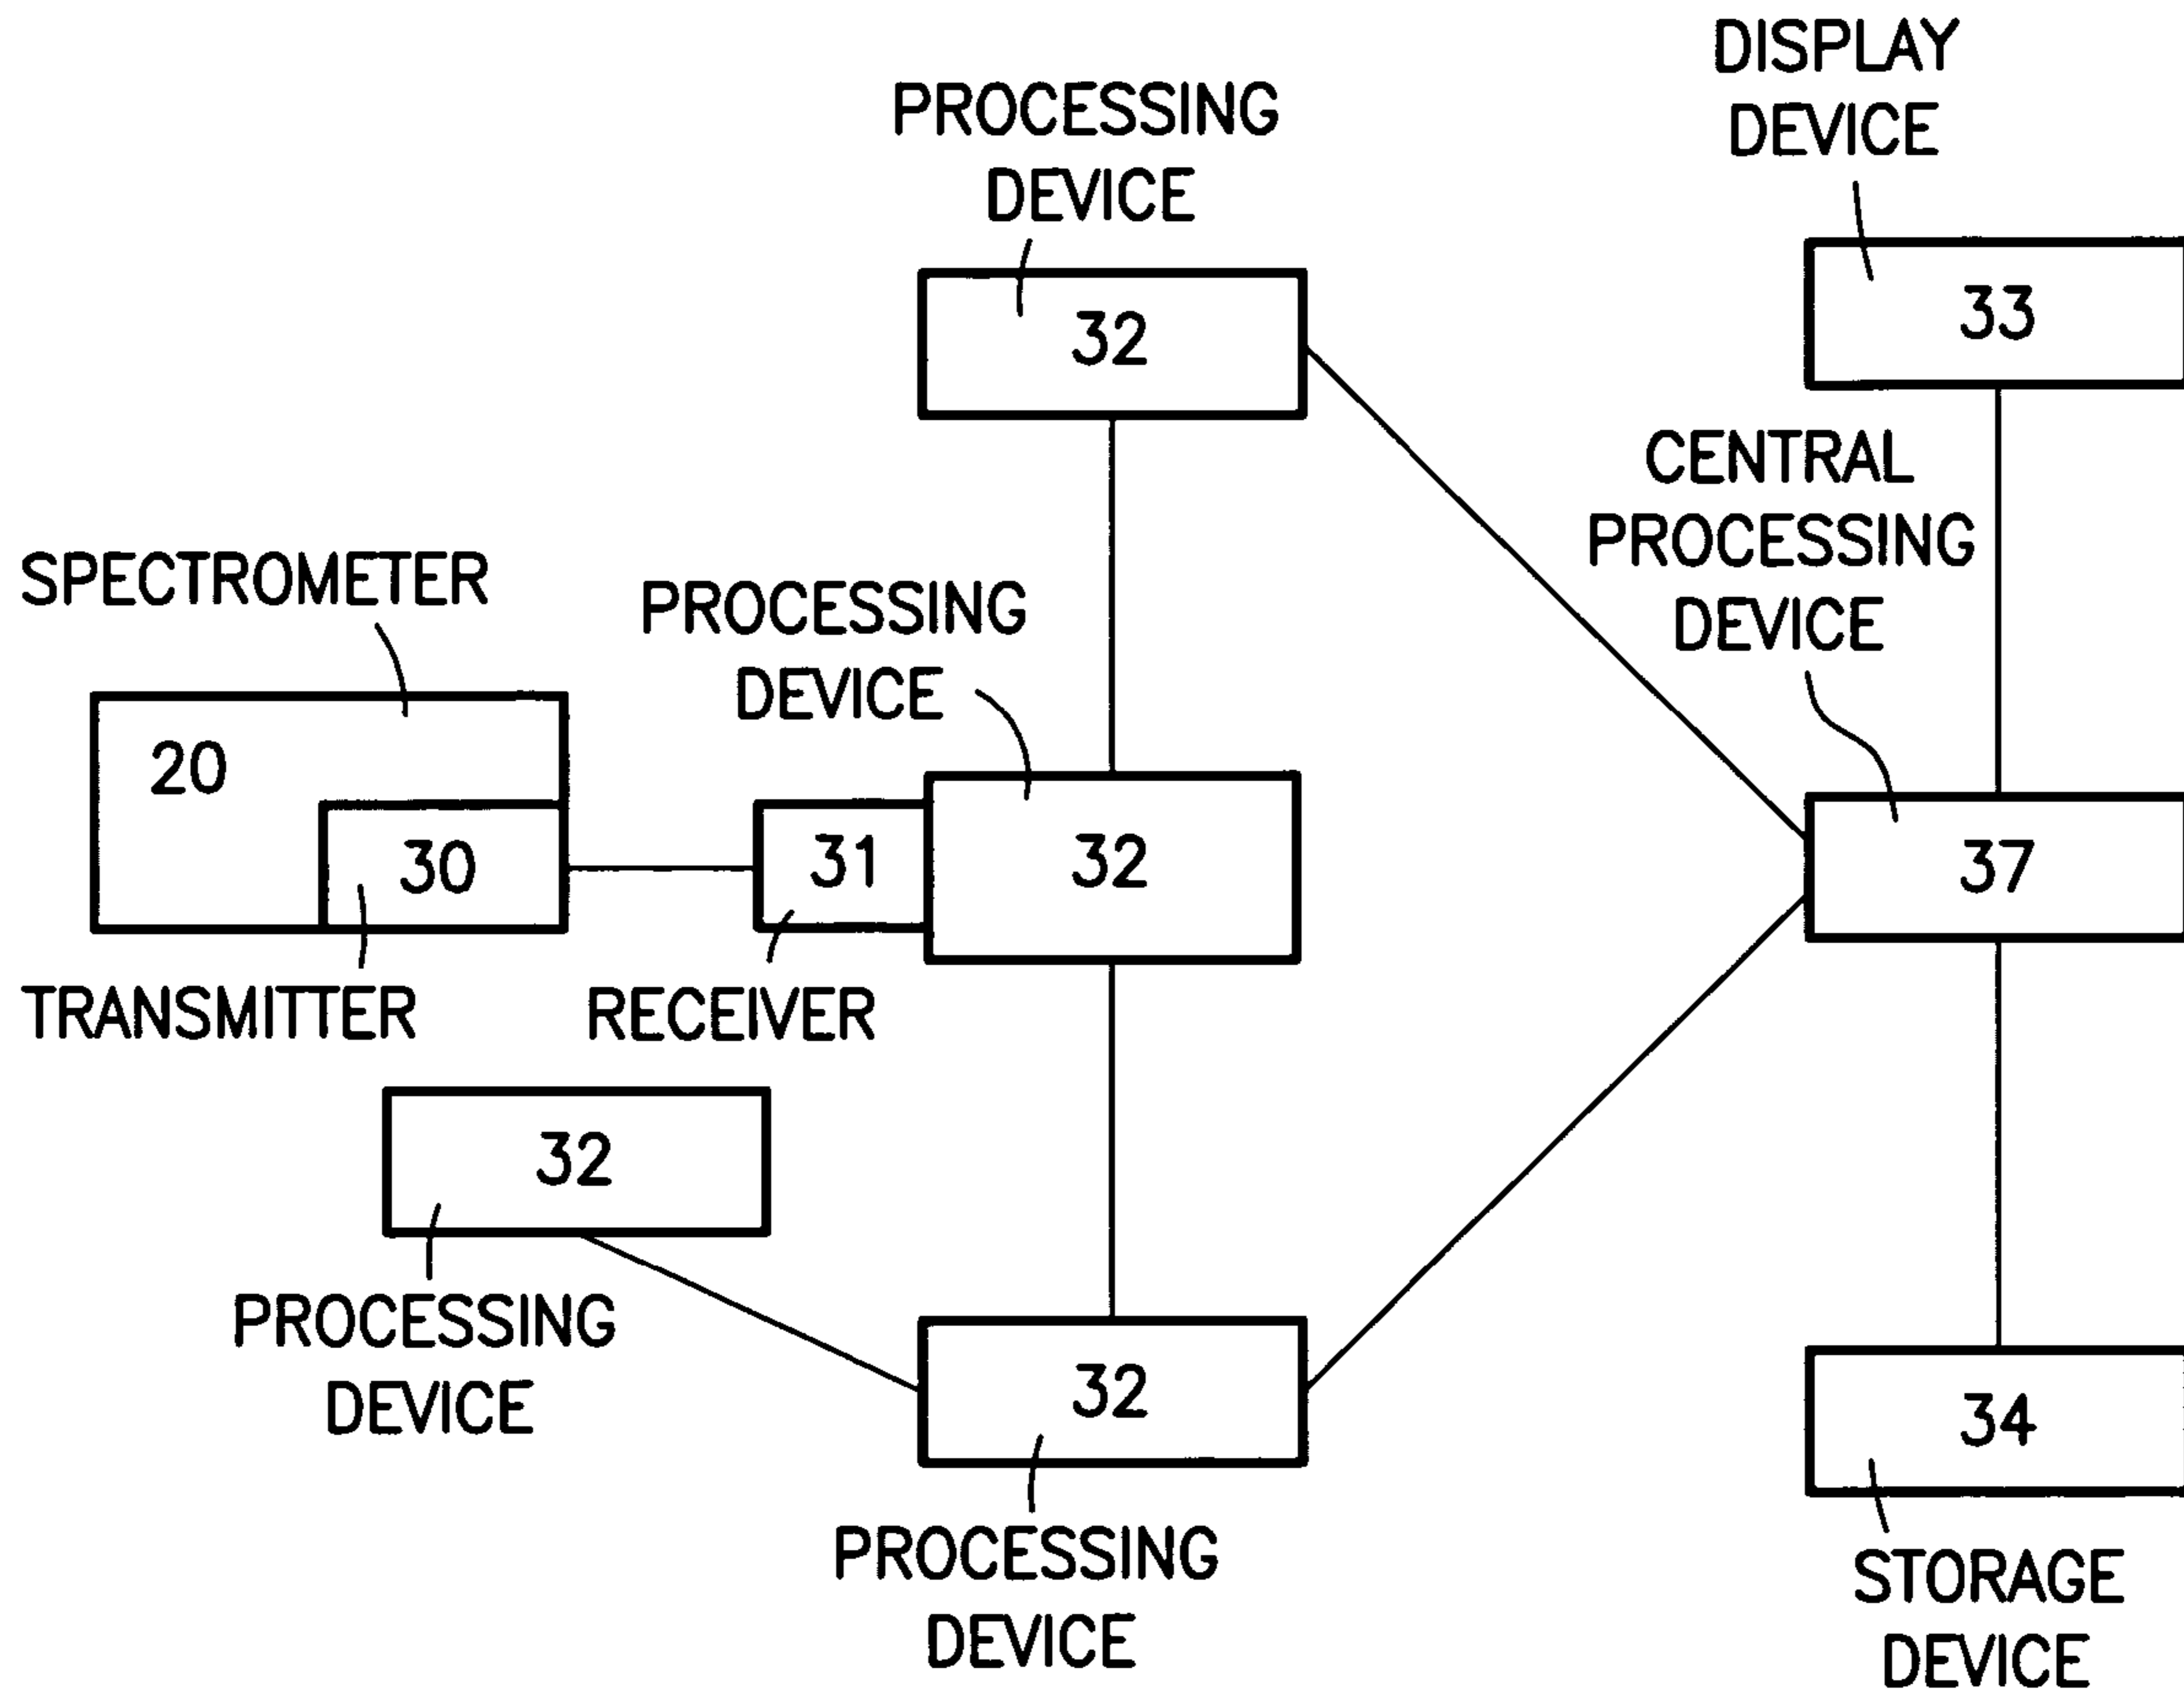 DISPLAY
DEVICE
33
PROCESSING
DEVICE
32
CENTRAL
PROCESSING
DEVICE
37
SPECTROMETER
20
30
TRANSMITTER
PROCESSING
DEVICE
31
32
RECEIVER
32
PROCESSING
DEVICE
32
PROCESSING
DEVICE
34
STORAGE
DEVICE